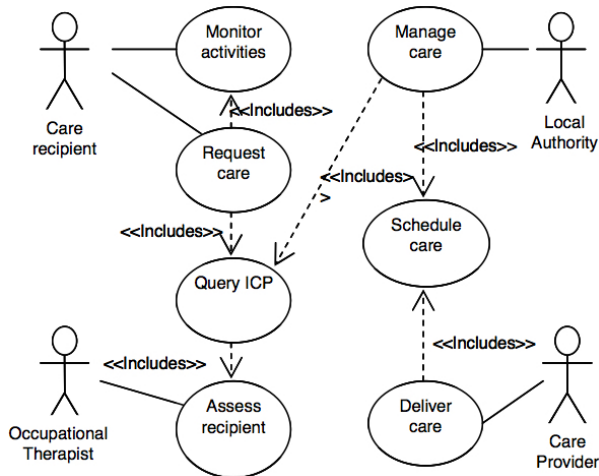 Monitor
activities
Manage
care
<<Includes>>
Care
recipient
Local
Authority
Request
care
<<Includes>>
<<Includes>
>
Schedule
care
<<Includes>>
Query ICP
<<Includes>>
<<Includes>>
Assess
recipient
Deliver
care
Occupational
Therapist
Care
Provider